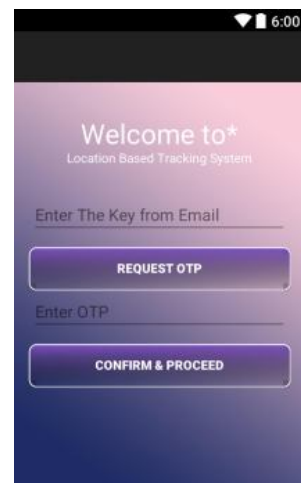 6:00
Welcome to*
Location Based Tracking System
Enter The Key from Email
REQUEST OTP
Enter OTP
CONFIRM & PROCEED